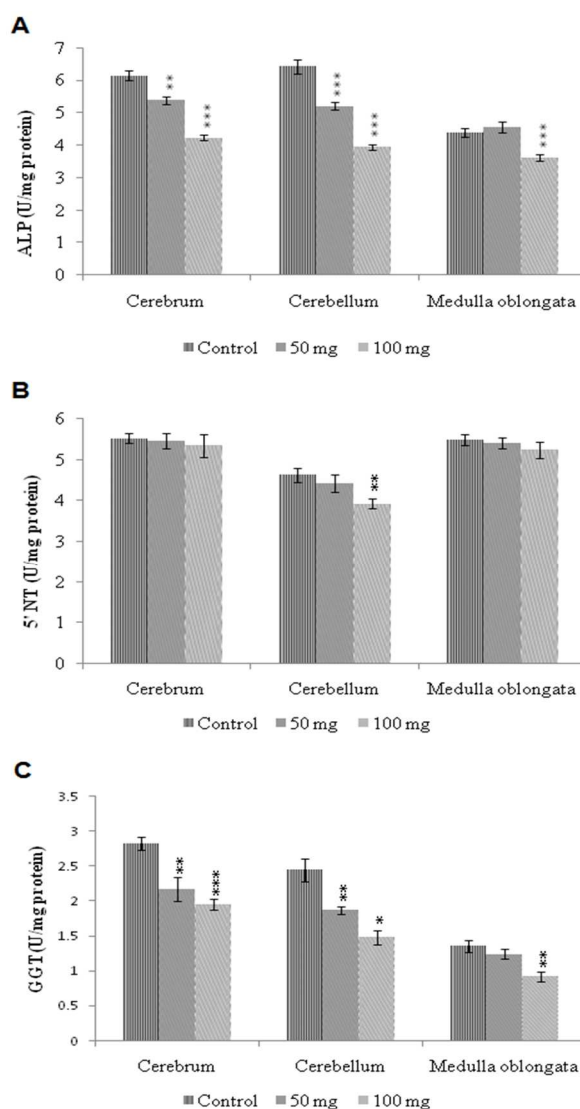 A
ALP (U/mg protein)
7
6
5
4
3
2
1
0
**
***
***
***
***
Cerebrum Cerebellum Medulla oblongata
Control 50 mg 100 mg
B
5' NT (U/mg protein)
6
5
4
3
2
1
0
**
Cerebrum Cerebellum Medulla oblongata
Control 50 mg 100 mg
C
GGT (U/mg protein)
3.5
3
2.5
2
1.5
1
0.5
0
**
***
**
*
**
Cerebrum Cerebellum Medulla oblongata
Control 50 mg 100 mg